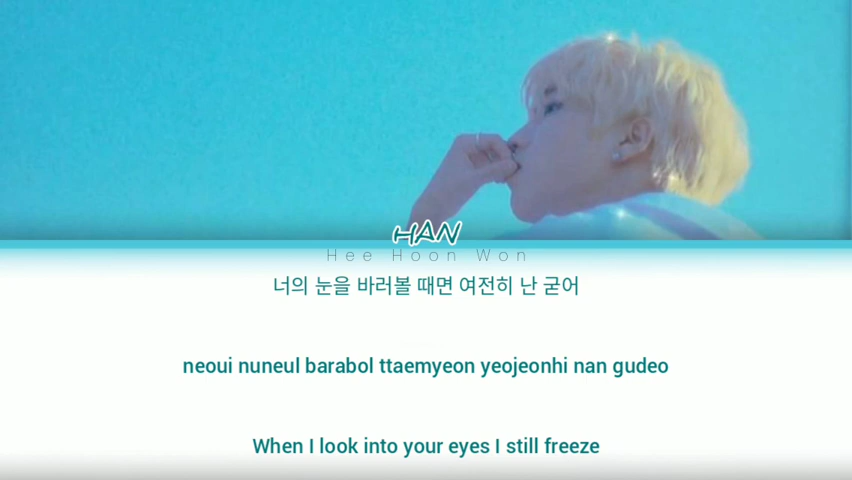 HAN
Hee Hoon Won
너의 눈을 바러볼 때면 여전히 난 굳어
neoui nuneul barabol ttaemyeon yeojeonhi nan gudeo
When I look into your eyes I still freeze